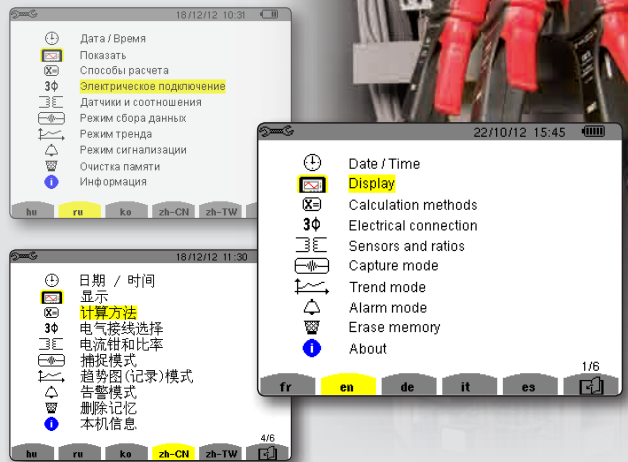 18/12/12 10:31
Дата / Время
Показать
Способы расчета
3Ф Электрическое подключение
Датчики и соотношения
Режим сбора данных
Режим тренда
Режим сигнализации
Очистка памяти
Информация
hu ru ko zh-CN zh-TW
22/10/12 15:45
Date / Time
Display
X= Calculation methods
3Φ Electrical connection
Sensors and ratios
Capture mode
Trend mode
Alarm mode
Erase memory
i About
1/6
fr en de it es
18/12/12 11:30
日期 / 时间
显示
X= 计算方法
3Φ 电气接线选择
电流钳和比率
捕捉模式
趋势图(记录)模式
告警模式
删除记忆
i 本机信息
4/6
hu ru ko zh-CN zh-TW